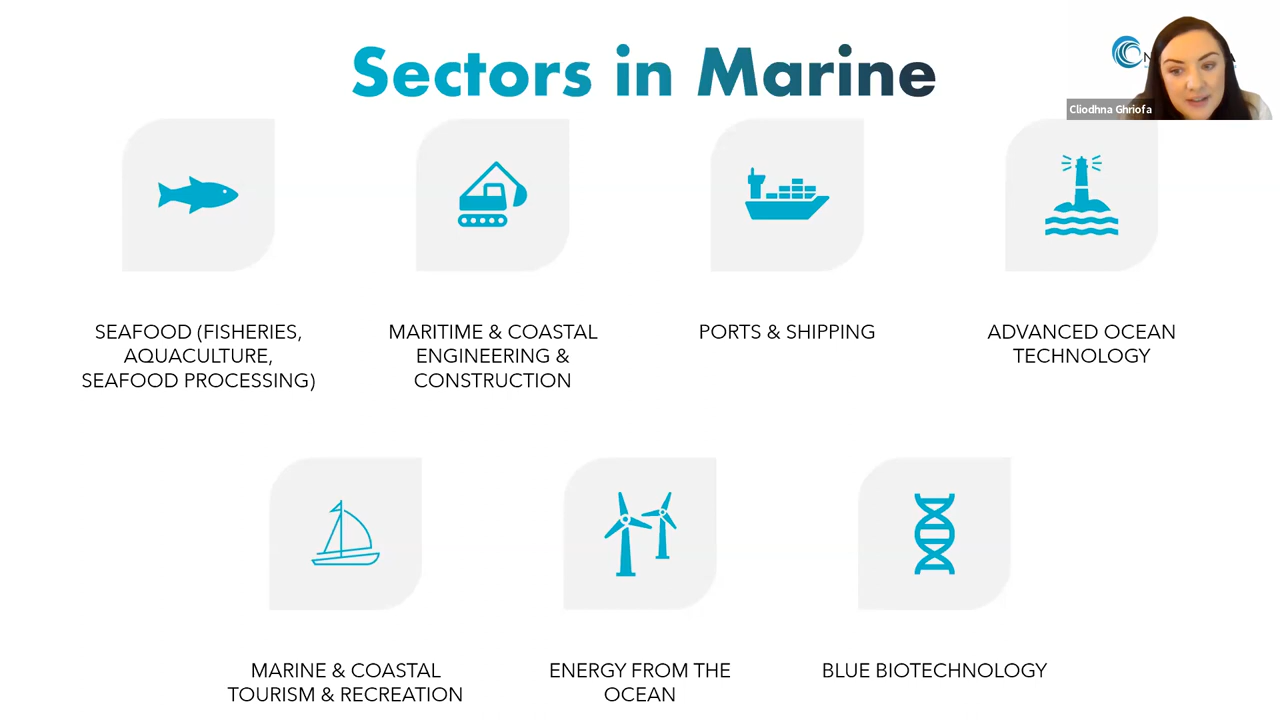 Sectors in Marine
Cliodhna Ghriofa
SEAFOOD (FISHERIES,
AQUACULTURE,
SEAFOOD PROCESSING)
MARITIME & COASTAL
ENGINEERING &
CONSTRUCTION
PORTS & SHIPPING
ADVANCED OCEAN
TECHNOLOGY
MARINE & COASTAL
TOURISM & RECREATION
ENERGY FROM THE
OCEAN
BLUE BIOTECHNOLOGY